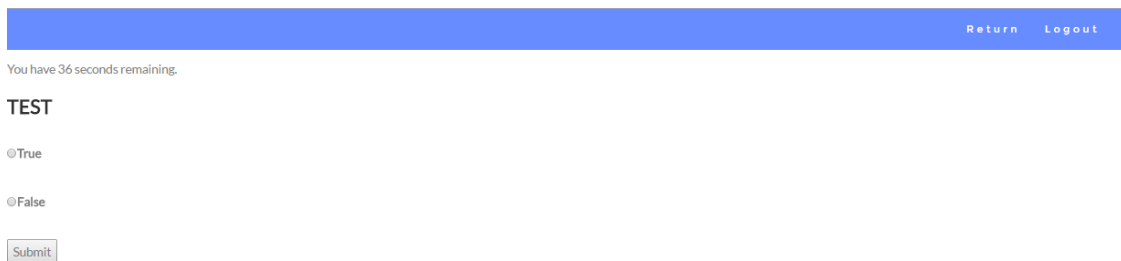 Return Logout
You have 36 seconds remaining.
TEST
True
False
Submit